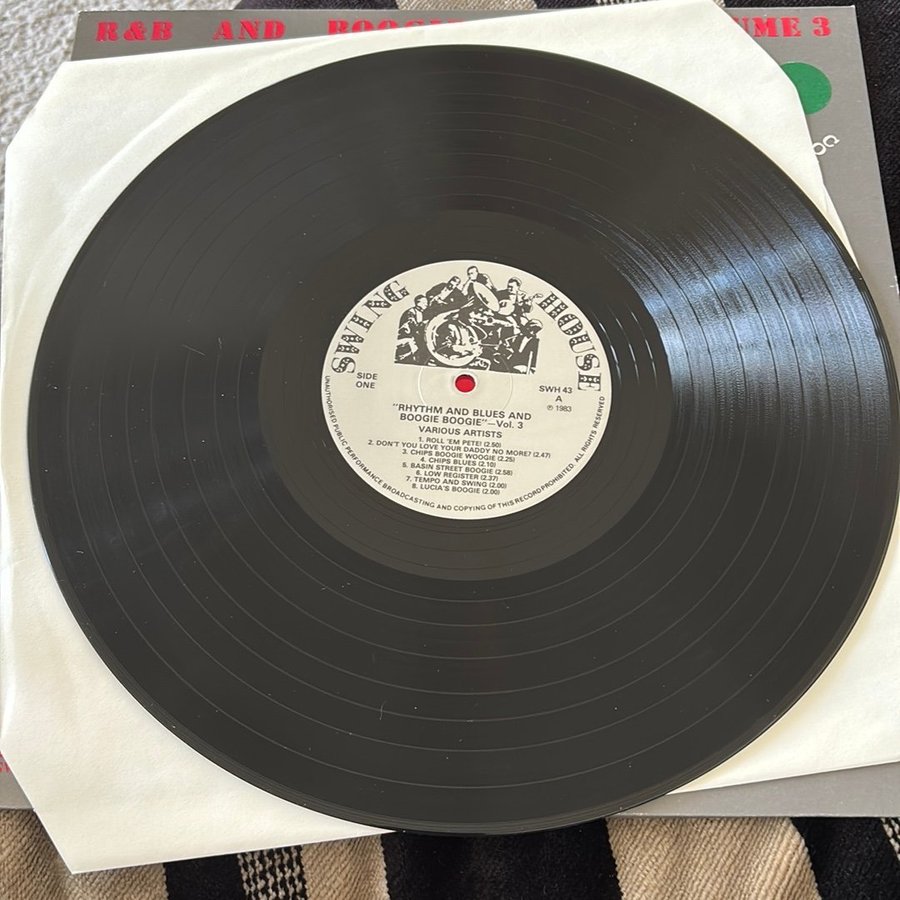 R&B AND
UME 3
SWING HOUSE
SIDE
ONE
SWH 43
A
℗ 1983
"RHYTHM AND BLUES AND
BOOGIE BOOGIE"—Vol. 3
VARIOUS ARTISTS
1. ROLL 'EM PETE! (2.50)
2. DON'T YOU LOVE YOUR DADDY NO MORE? (2.47)
3. CHIPS BOOGIE WOOGIE (2.25)
4. CHIPS BLUES (2.10)
5. BASIN STREET BOOGIE (2.58)
6. LOW REGISTER (2.37)
7. TEMPO AND SWING (2.00)
8. LUCIA'S BOOGIE (2.00)
UNAUTHORISED PUBLIC PERFORMANCE, BROADCASTING AND COPYING OF THIS RECORD PROHIBITED. ALL RIGHTS RESERVED